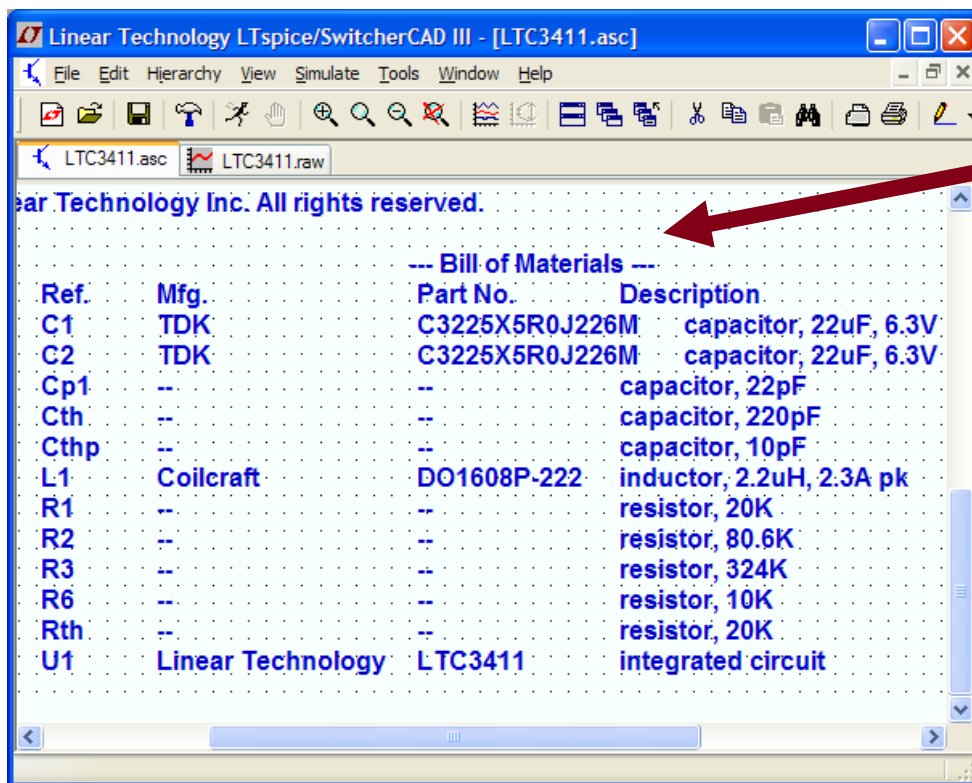 Linear Technology LTspice/SwitcherCAD III - [LTC3411.asc]
File Edit Hierarchy View Simulate Tools Window Help
LTC3411.asc LTC3411.raw
ear Technology Inc. All rights reserved.
--- Bill of Materials ---
Ref. Mfg. Part No. Description
C1 TDK C3225X5R0J226M capacitor, 22uF, 6.3V
C2 TDK C3225X5R0J226M capacitor, 22uF, 6.3V
Cp1 -- -- capacitor, 22pF
Cth -- -- capacitor, 220pF
Cthp -- -- capacitor, 10pF
L1 Coilcraft DO1608P-222 inductor, 2.2uH, 2.3A pk
R1 -- -- resistor, 20K
R2 -- -- resistor, 80.6K
R3 -- -- resistor, 324K
R6 -- -- resistor, 10K
Rth -- -- resistor, 20K
U1 Linear Technology LTC3411 integrated circuit